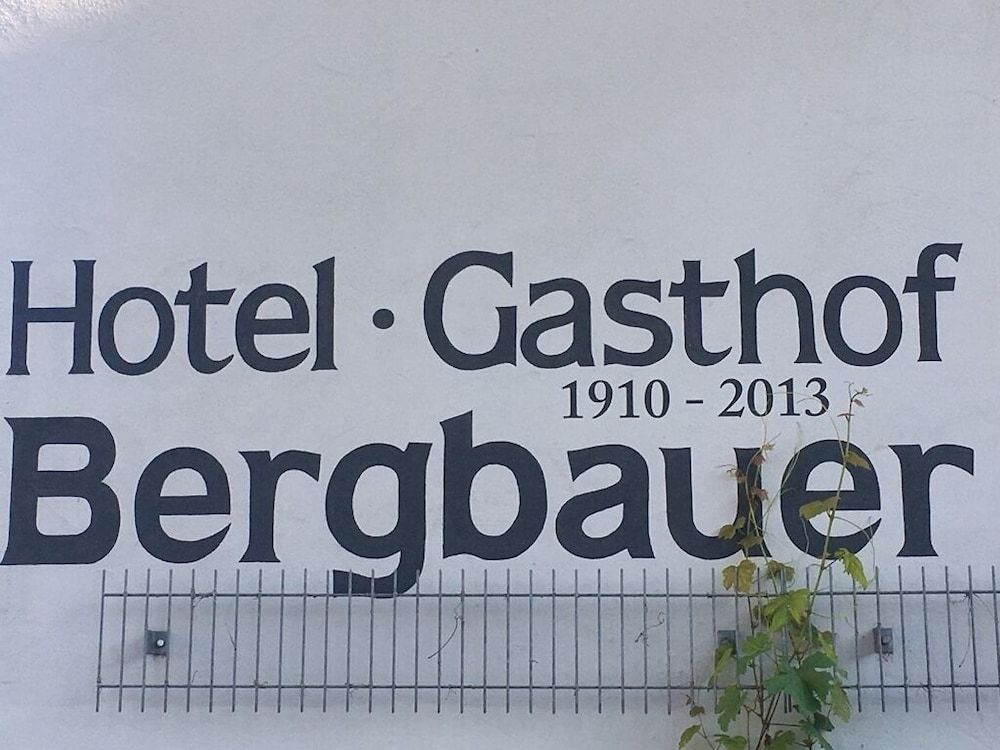 Hotel · Gasthof
1910 - 2013
Bergbauer